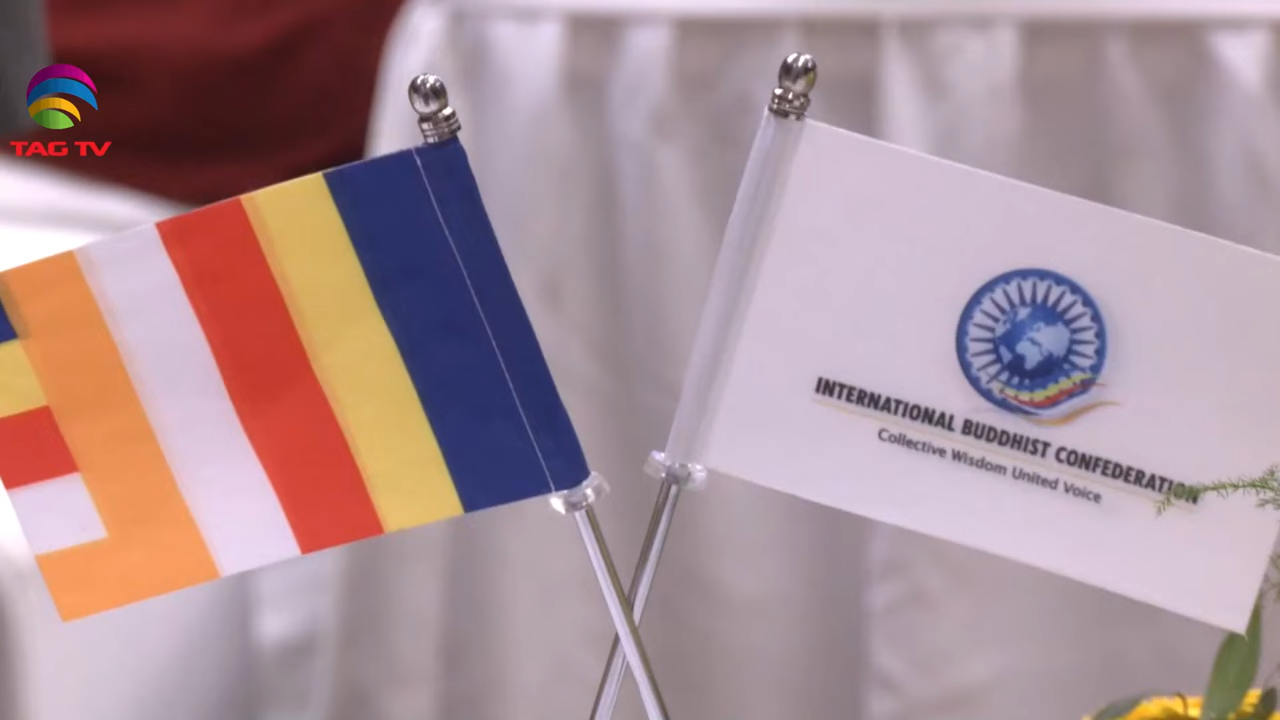 TAG TV
INTERNATIONAL BUDDHIST CONFEDERATION
Collective Wisdom United Voice